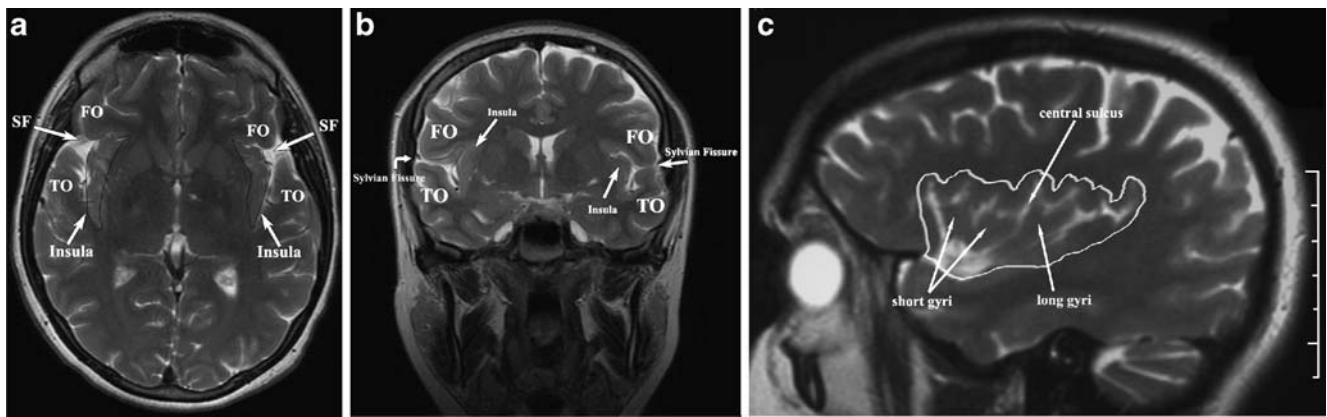 a
FO
FO
SF
SF
TO
TO
Insula
Insula
b
Insula
FO
FO
Sylvian Fissure
Sylvian Fissure
TO
Insula
TO
c
central sulcus
short gyri
long gyri